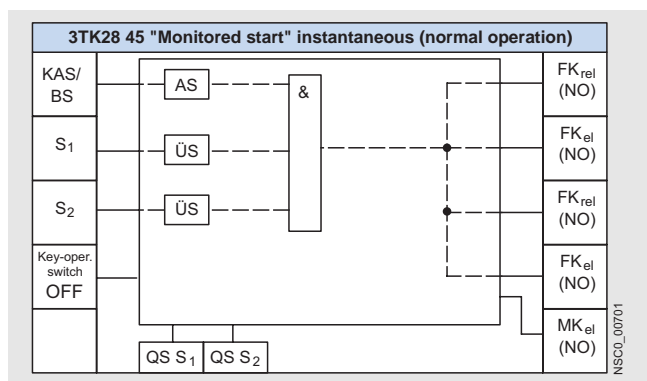 3TK28 45 "Monitored start" instantaneous (normal operation)
KAS/
BS
AS
&
FKrel
(NO)
S1
ÜS
FKel
(NO)
S2
ÜS
FKrel
(NO)
Key-oper.
switch
OFF
FKel
(NO)
MKel
(NO)
QS S1
QS S2
NSC0_00701